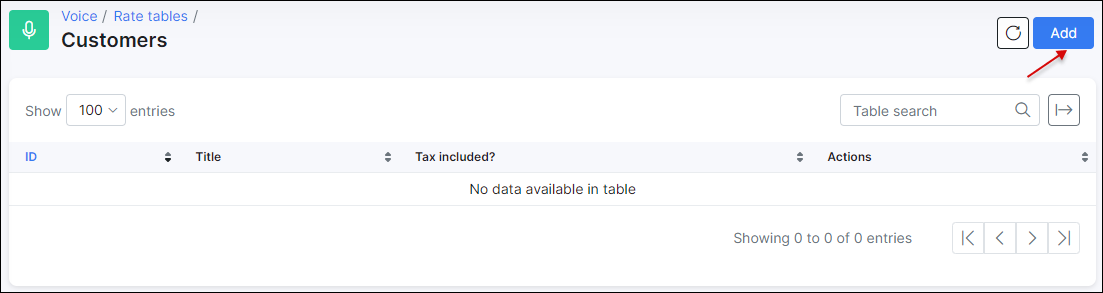 Voice / Rate tables /
Customers
Add
Show 100 entries
Table search
ID Title Tax included? Actions
No data available in table
Showing 0 to 0 of 0 entries